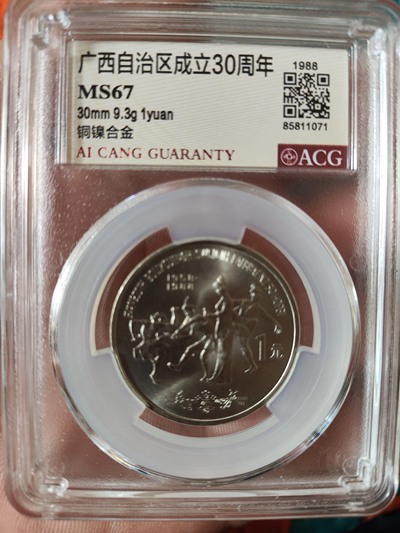 广西自治区成立30周年
1988
MS67
30mm 9.3g 1yuan
85811071
铜镍合金
AI CANG GUARANTY
ACG
1958-
1988
1元